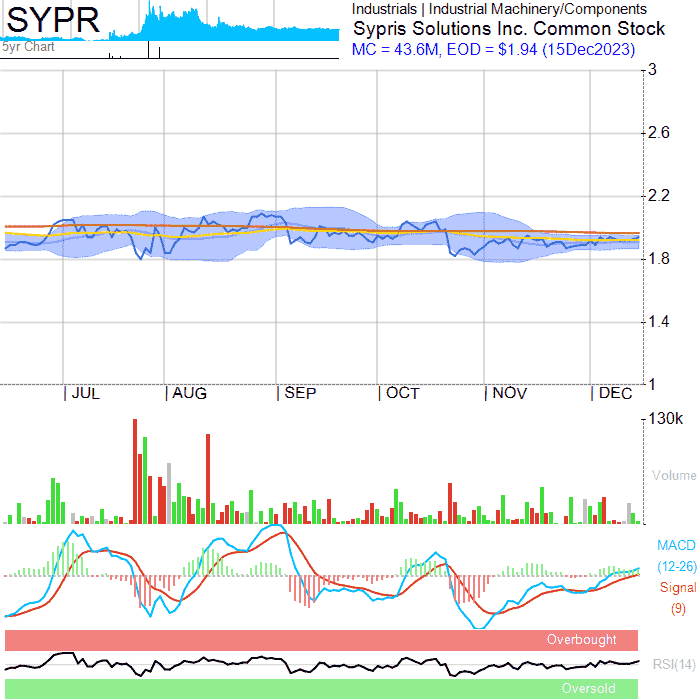 SYPR
5yr Chart
Industrials | Industrial Machinery/Components
Sypris Solutions Inc. Common Stock
MC = 43.6M, EOD = $1.94 (15Dec2023)
3
2.6
2.2
1.8
1.4
1
JUL AUG SEP OCT NOV DEC
130k
Volume
MACD
(12-26)
Signal
(9)
Overbought
RSI(14)
Oversold